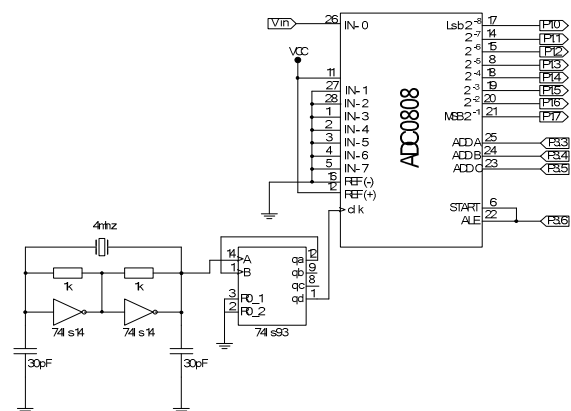 Vin
26 IN-0
VCC
11
27 IN-1
28 IN-2
1 IN-3
2 IN-4
3 IN-5
4 IN-6
5 IN-7
16 REF(-)
12 REF(+)
clk
ADC0808
Lsb2-8 17 P1.0
2-7 14 P1.1
2-6 15 P1.2
2-5 8 P1.3
2-4 18 P1.4
2-3 19 P1.5
2-2 20 P1.6
MSB2-1 21 P1.7
ADD A 25 P3.3
ADD B 24 P3.4
ADD C 23 P3.5
START 6
ALE 22 P3.6
4mhz
1k
1k
74ls14
74ls14
30pF
30pF
14 A
1 B
3 R0_1
2 R0_2
qa 12
qb 9
qc 8
qd 1
74ls93